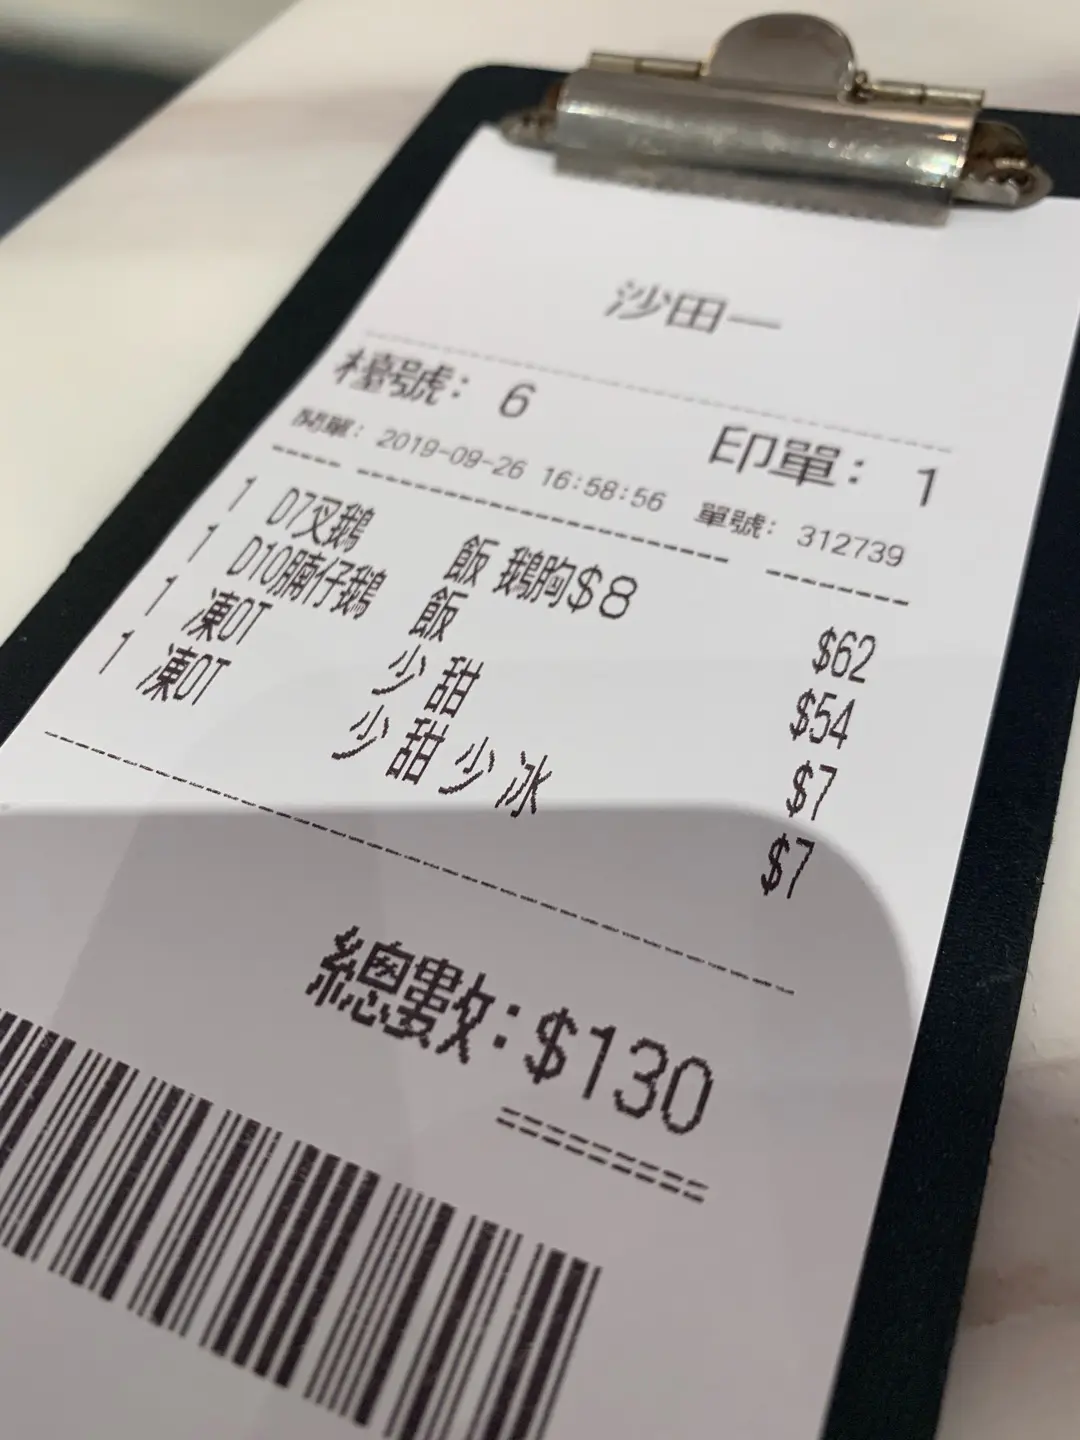 沙田一
檯號: 6 印單: 1
開單: 2019-09-26 16:58:56 單號: 312739
1 D7叉鵝 飯 鵝胸$8 $62
1 D10腩仔鵝 飯 $54
1 凍OT 少甜 $7
1 凍OT 少甜少冰 $7
總數:$130